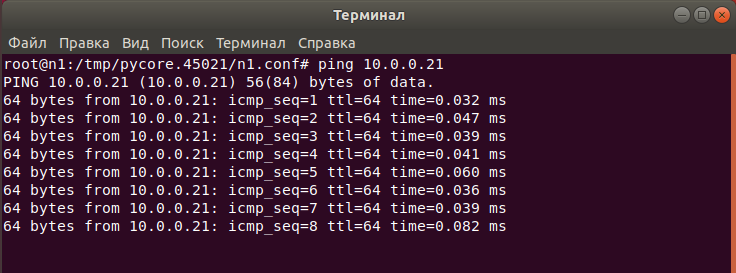 Терминал
Файл Правка Вид Поиск Терминал Справка
root@n1:/tmp/pycore.45021/n1.conf# ping 10.0.0.21
PING 10.0.0.21 (10.0.0.21) 56(84) bytes of data.
64 bytes from 10.0.0.21: icmp_seq=1 ttl=64 time=0.032 ms
64 bytes from 10.0.0.21: icmp_seq=2 ttl=64 time=0.047 ms
64 bytes from 10.0.0.21: icmp_seq=3 ttl=64 time=0.039 ms
64 bytes from 10.0.0.21: icmp_seq=4 ttl=64 time=0.041 ms
64 bytes from 10.0.0.21: icmp_seq=5 ttl=64 time=0.060 ms
64 bytes from 10.0.0.21: icmp_seq=6 ttl=64 time=0.036 ms
64 bytes from 10.0.0.21: icmp_seq=7 ttl=64 time=0.039 ms
64 bytes from 10.0.0.21: icmp_seq=8 ttl=64 time=0.082 ms